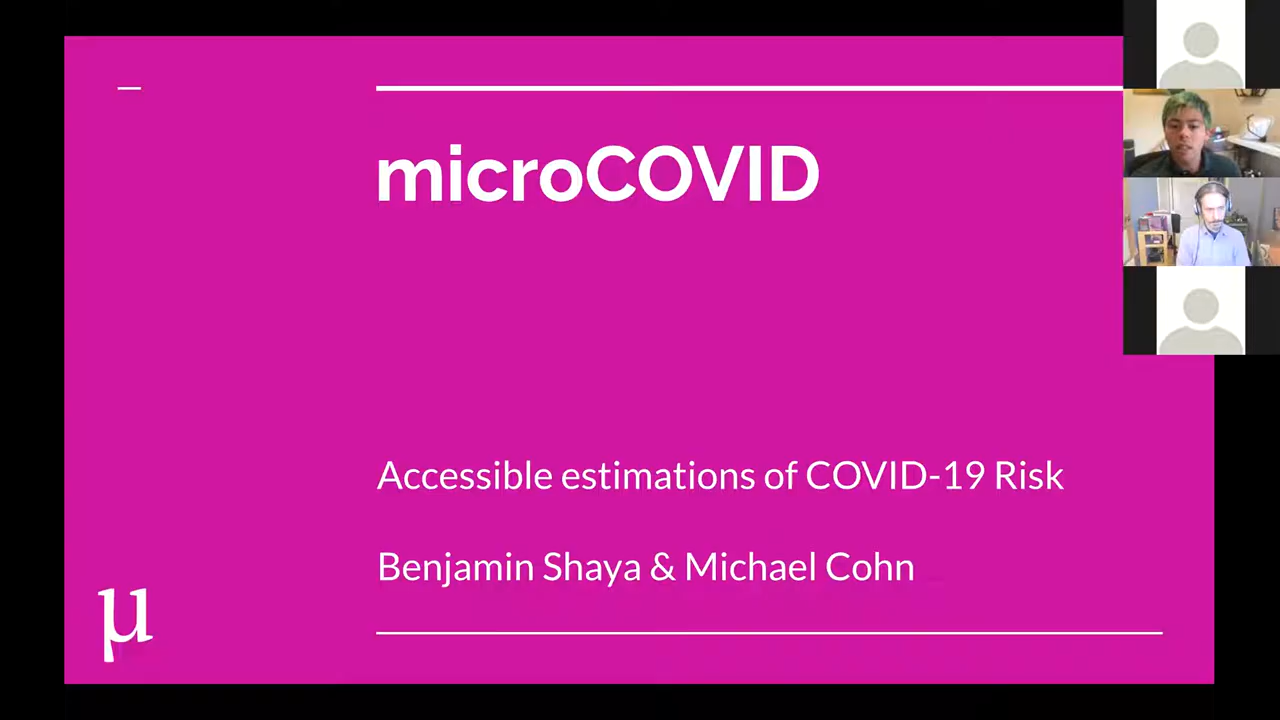 microCOVID
Accessible estimations of COVID-19 Risk
Benjamin Shaya & Michael Cohn
μ